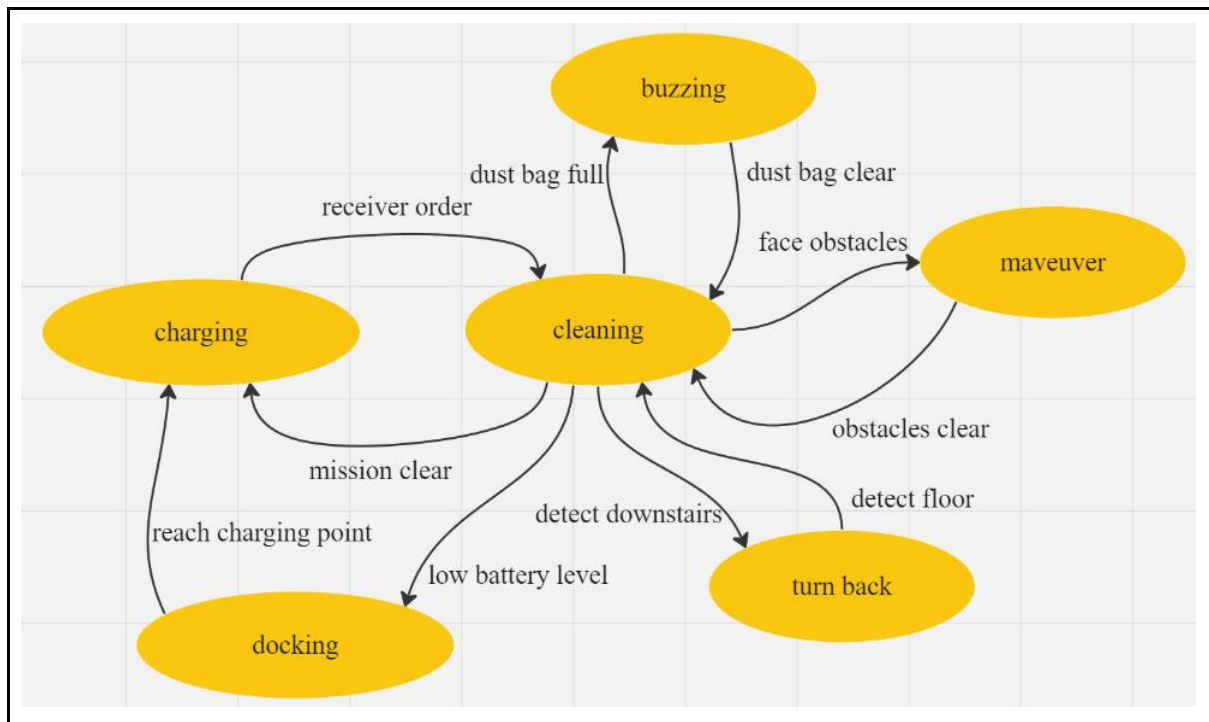 buzzing
dust bag full
dust bag clear
receiver order
face obstacles
maveuver
charging
cleaning
obstacles clear
mission clear
detect floor
detect downstairs
reach charging point
low battery level
turn back
docking